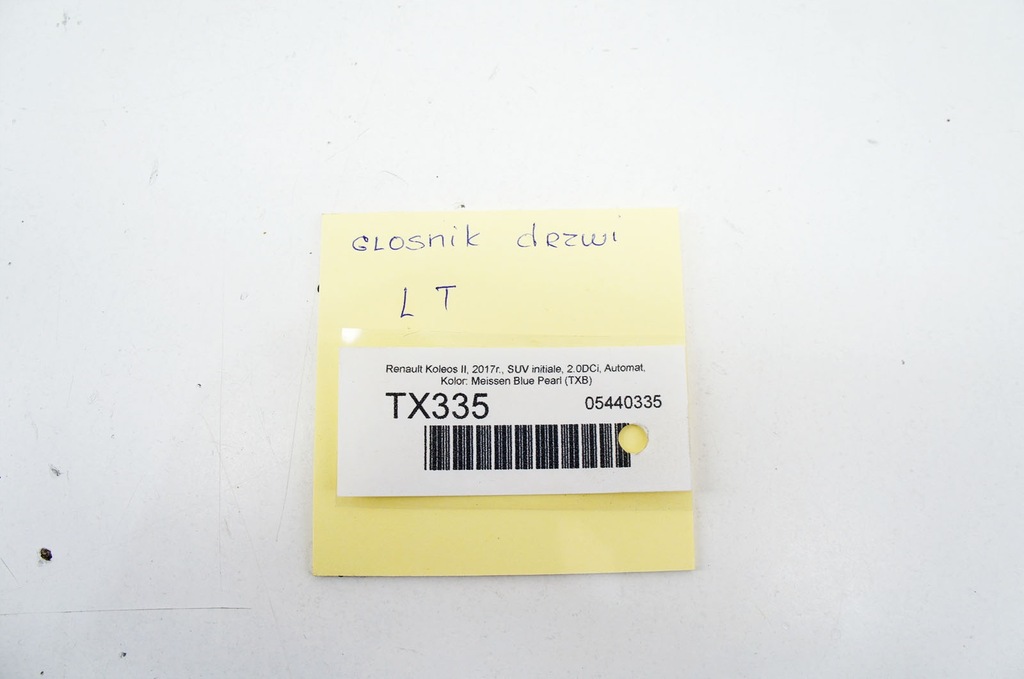 GLOSNIK dRZWI
L T
Renault Koleos II, 2017r., SUV initiale, 2.0DCi, Automat.
Kolor: Meissen Blue Pearl (TXB)
TX335 05440335